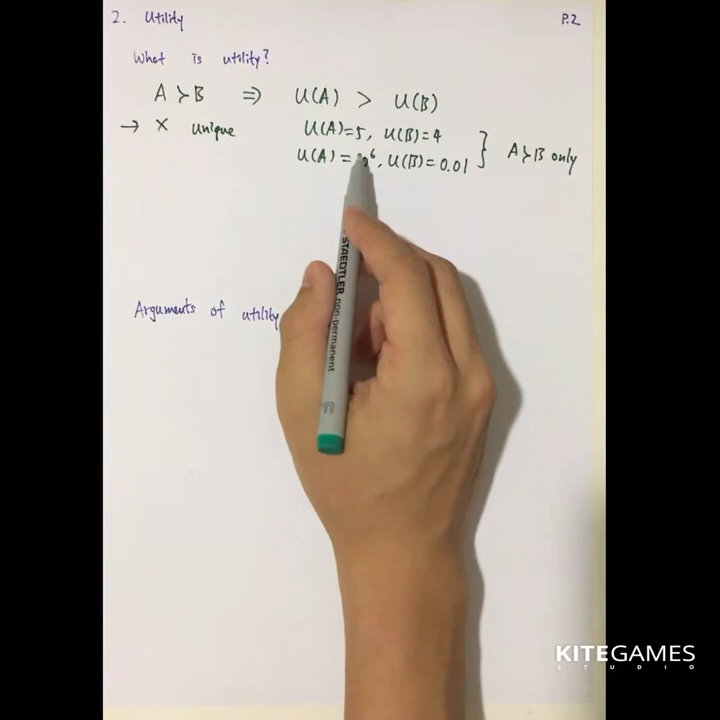 2. Utility
P.2
What is utility?
A ≻ B ⇒ U(A) > U(B)
→ × unique U(A)=5, U(B)=4
U(A)= , U(B)=0.01 } A≻B only
Arguments of utility
STAEDTLER non-permanent
F
KITEGAMES
STUDIO